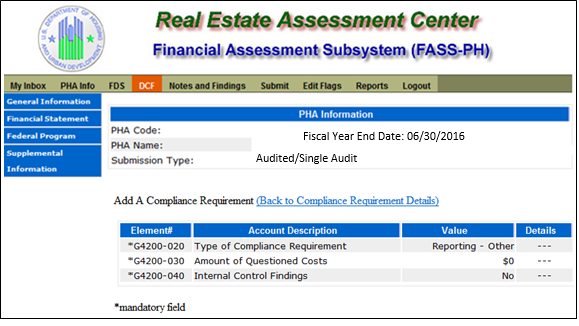 Real Estate Assessment Center
Financial Assessment Subsystem (FASS-PH)
U.S. DEPARTMENT OF HOUSING AND URBAN DEVELOPMENT
My Inbox PHA Info FDS DCF Notes and Findings Submit Edit Flags Reports Logout
General Information
Financial Statement
Federal Program
Supplemental
Information
PHA Information
PHA Code:
Fiscal Year End Date: 06/30/2016
PHA Name:
Submission Type: Audited/Single Audit
Add A Compliance Requirement (Back to Compliance Requirement Details)
Element# Account Description Value Details
*G4200-020 Type of Compliance Requirement Reporting - Other ---
*G4200-030 Amount of Questioned Costs $0 ---
*G4200-040 Internal Control Findings No ---
*mandatory field